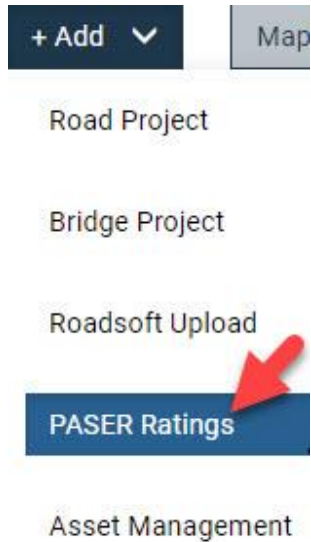 + Add Map
Road Project
Bridge Project
Roadsoft Upload
PASER Ratings
Asset Management